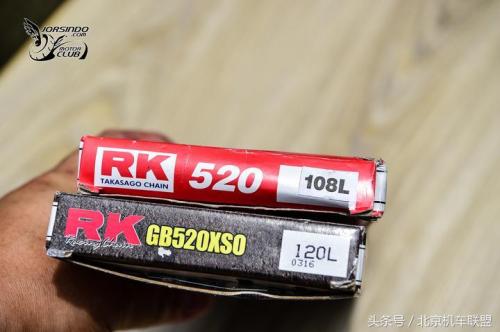 JORSINDO
.com
MOTOR
CLUB
RK
TAKASAGO CHAIN
520
108L
RK
Takasago Chain
GB520XSO
120L
0316
头条号 / 北京机车联盟